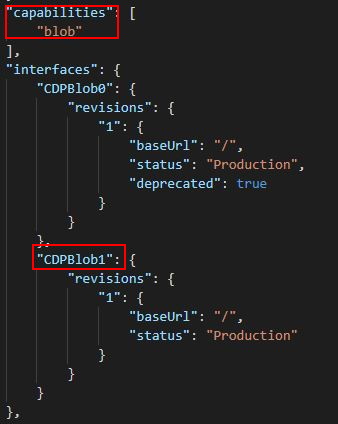 "capabilities": [
"blob"
],
"interfaces": {
"CDPBlob0": {
"revisions": {
"1": {
"baseUrl": "/",
"status": "Production",
"deprecated": true
}
}
},
"CDPBlob1": {
"revisions": {
"1": {
"baseUrl": "/",
"status": "Production"
}
}
}
},